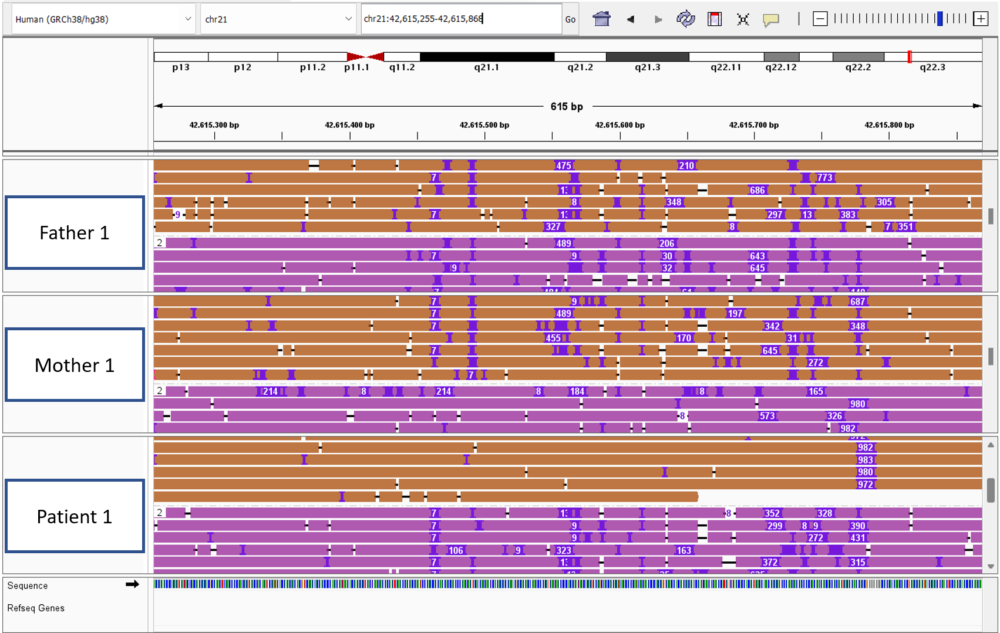 Human (GRCh38/hg38) chr21 chr21:42,615,255-42,615,868 Go
p13 p12 p11.2 p11.1 q11.2 q21.1 q21.2 q21.3 q22.11 q22.12 q22.2 q22.3
615 bp
42.615.300 bp 42.615.400 bp 42.615.500 bp 42.615.600 bp 42.615.700 bp 42.615.800 bp
Father 1
475 210
7 773
13 686
8 348 305
9 7 13 297 13 383
327 8 7 351
2 489 206
7 9 30 643
9 32 645
Mother 1
7 9 687
7 489 197
7 342 348
455 170 31
7 645
272
7
2 214 8 214 8 184 8 165
980
8 573 326
982
Patient 1
982
983
980
972
2 7 13 8 352 328
7 9 299 8 9 390
7 9 272 431
106 9 323 163
7 13 372 315
Sequence
Refseq Genes